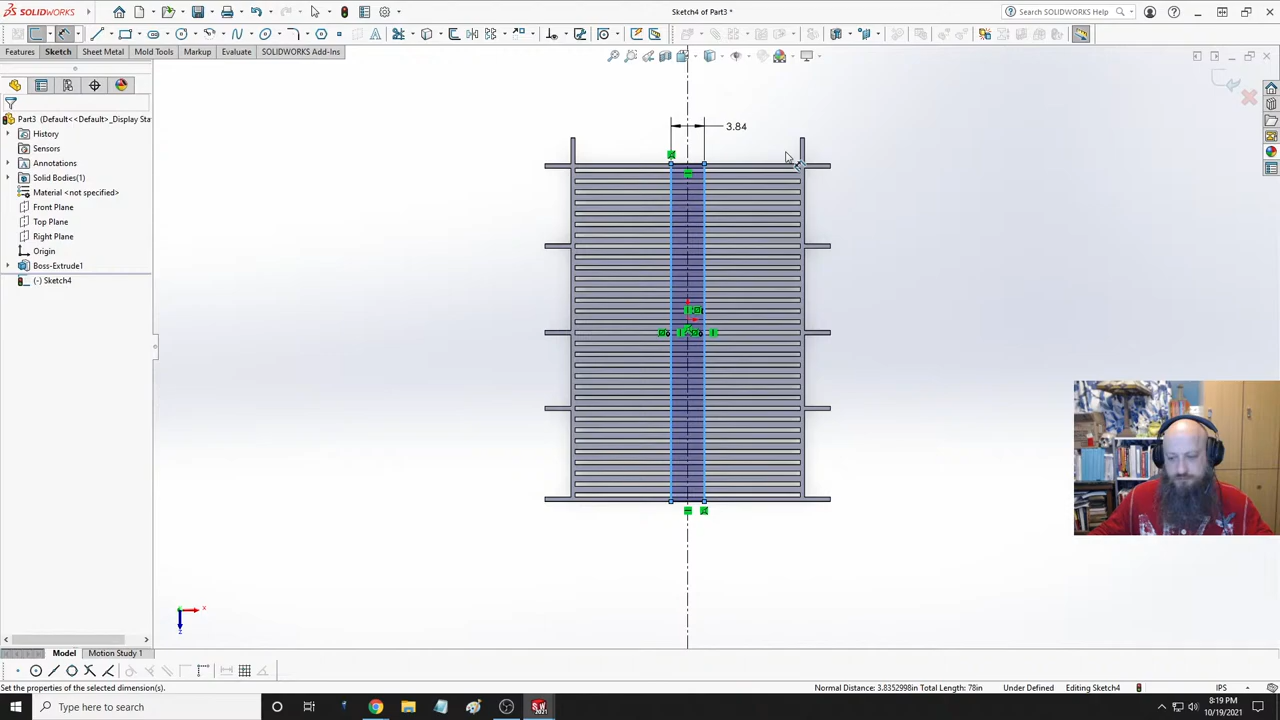 SOLIDWORKS
Sketch4 of Part3 *
Search SOLIDWORKS Help
Features
Sketch
Sheet Metal
Mold Tools
Markup
Evaluate
SOLIDWORKS Add-Ins
Part3 (Default<<Default>_Display Sta
History
Sensors
Annotations
Solid Bodies(1)
Material <not specified>
Front Plane
Top Plane
Right Plane
Origin
Boss-Extrude1
(-) Sketch4
3.84
x
z
Model
Motion Study 1
Set the properties of the selected dimension(s).
Normal Distance: 3.8352998in Total Length: 78in
Under Defined
Editing Sketch4
IPS
Type here to search
SW
2021
8:19 PM
10/19/2021